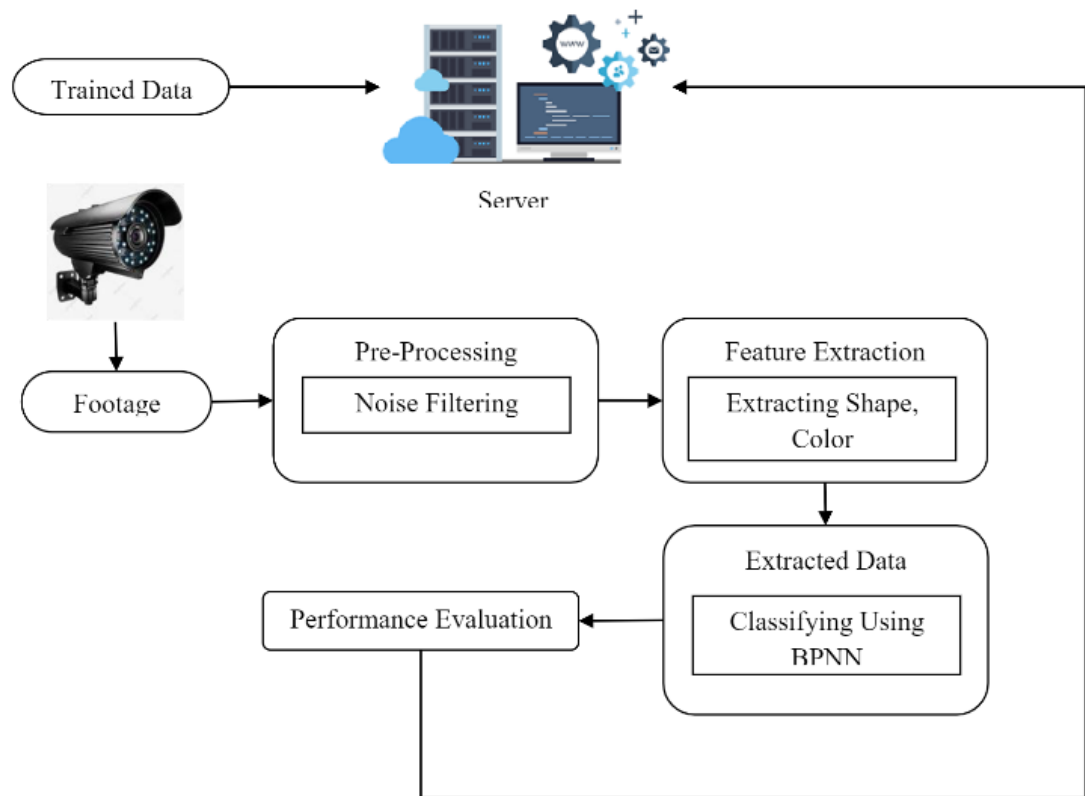 www
Trained Data
Server
Pre-Processing
Noise Filtering
Feature Extraction
Extracting Shape,
Color
Footage
Extracted Data
Classifying Using
BPNN
Performance Evaluation